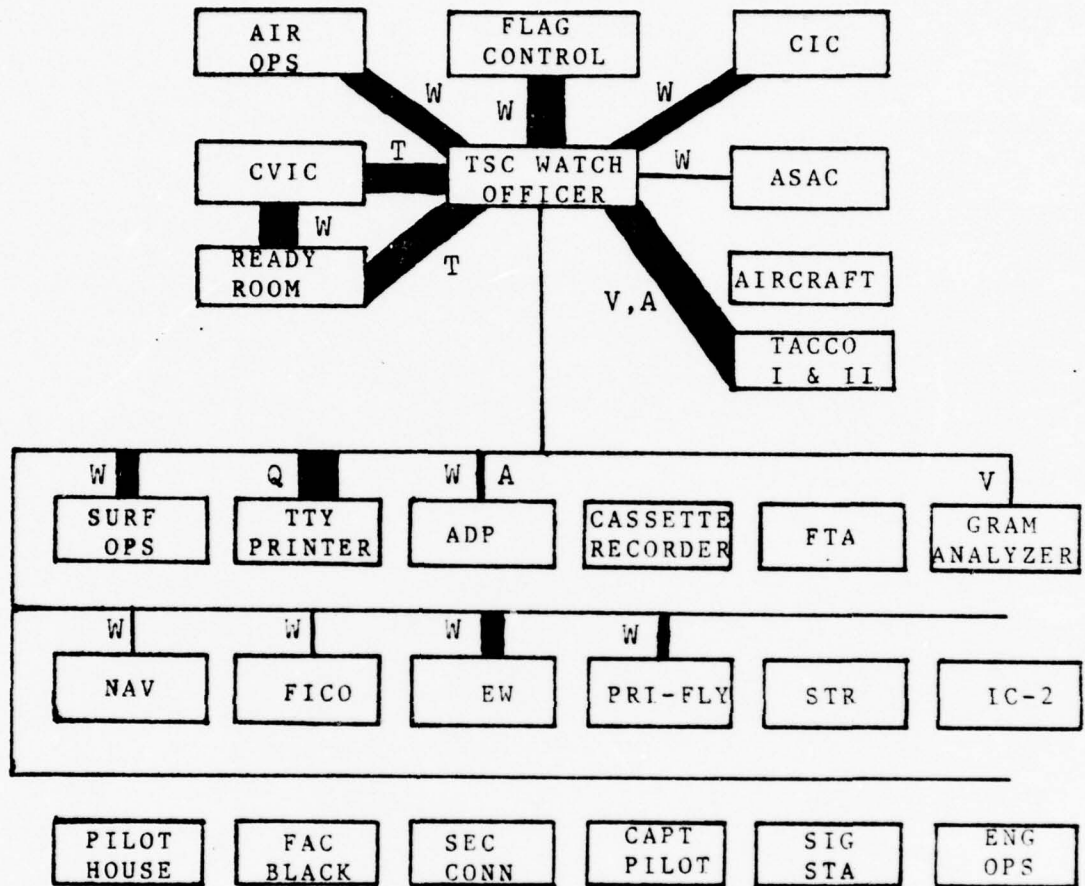 AIR
OPS
FLAG
CONTROL
CIC
W
W
W
CVIC
T
TSC WATCH
OFFICER
W
ASAC
W
READY
ROOM
T
AIRCRAFT
V,A
TACCO
I & II
W
Q
W
A
V
SURF
OPS
TTY
PRINTER
ADP
CASSETTE
RECORDER
FTA
GRAM
ANALYZER
W
W
W
W
NAV
FICO
EW
PRI-FLY
STR
IC-2
PILOT
HOUSE
FAC
BLACK
SEC
CONN
CAPT
PILOT
SIG
STA
ENG
OPS